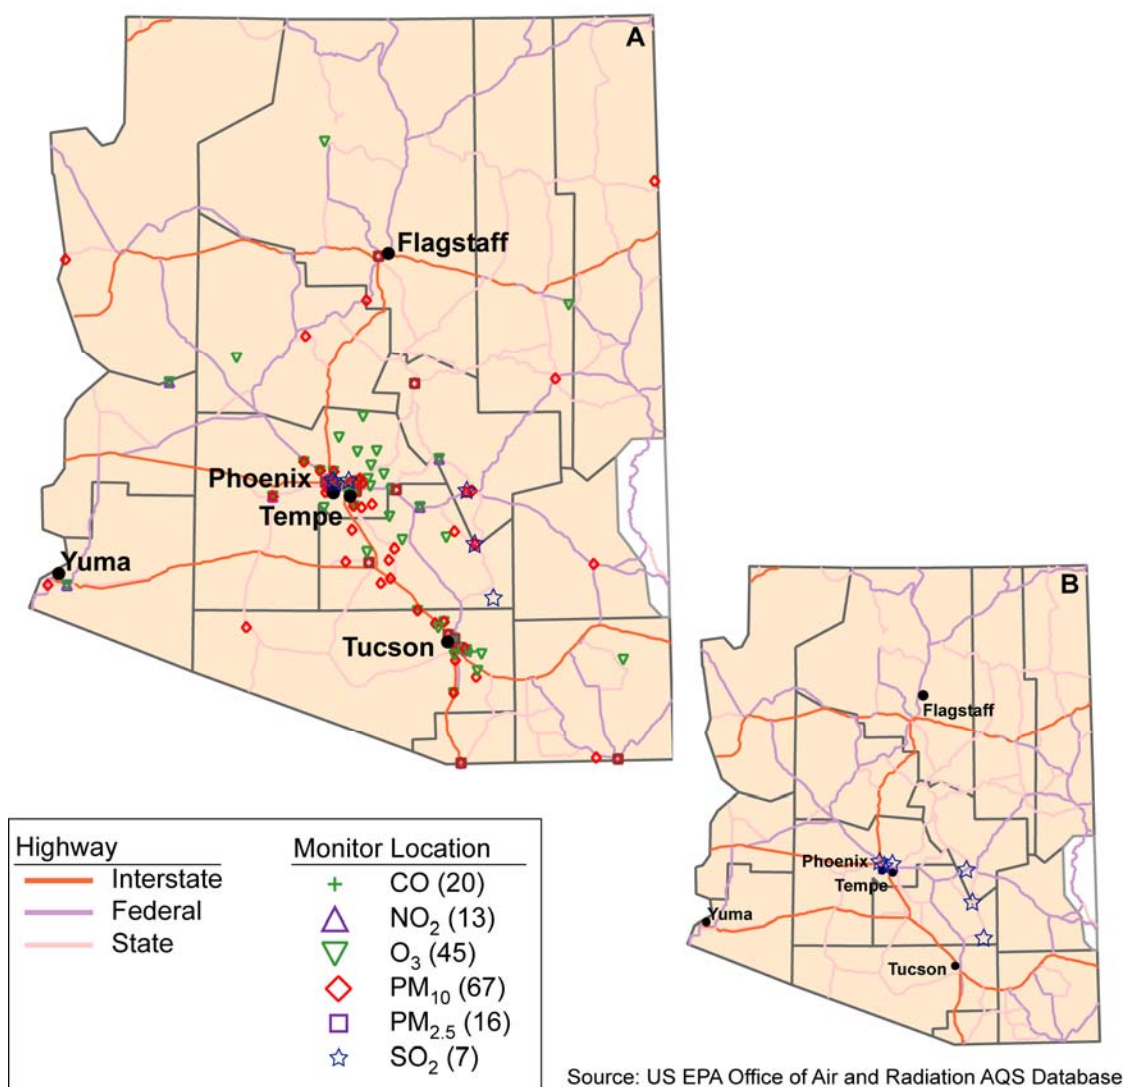 A
Flagstaff
Phoenix
Tempe
Yuma
Tucson
B
Flagstaff
Phoenix
Tempe
Yuma
Tucson
Highway
Interstate
Federal
State
Monitor Location
CO (20)
NO2 (13)
O3 (45)
PM10 (67)
PM2.5 (16)
SO2 (7)
Source: US EPA Office of Air and Radiation AQS Database